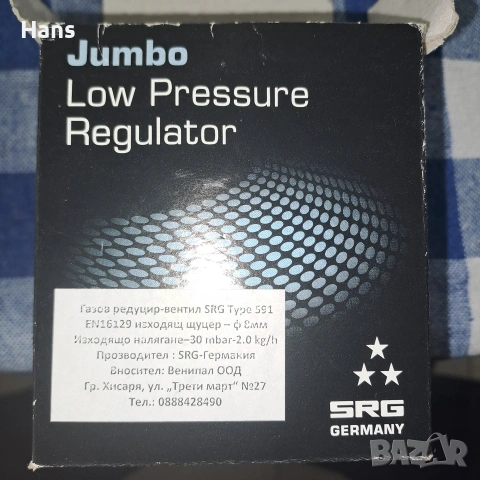 Hans
Jumbo
Low Pressure
Regulator
Газов редуцир-вентил SRG Type 591
EN16129 изходящ щуцер – ф 8мм
Изходящо налягане–30 mbar-2.0 kg/h
Прозводител : SRG-Германия
Вносител: Венипал ООД
Гр. Хисаря, ул. „Трети март“ №27
Тел.: 0888428490
SRG
GERMANY
BAZAR